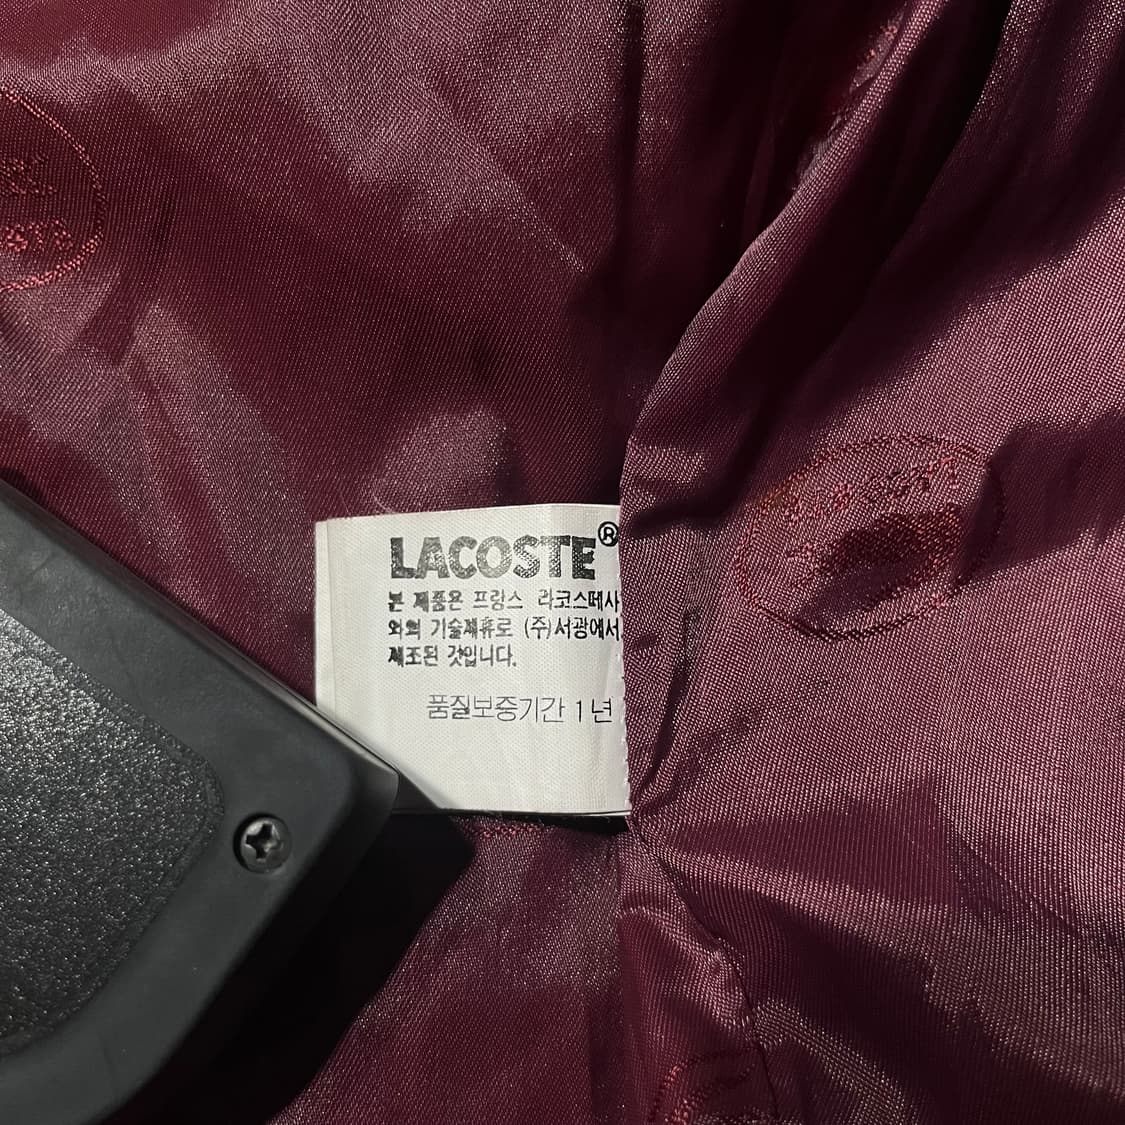 LACOSTE®
본 제품은 프랑스 라코스떼사
와의 기술제휴로 (주)서광에서
제조된 것입니다.
품질보증기간 1년